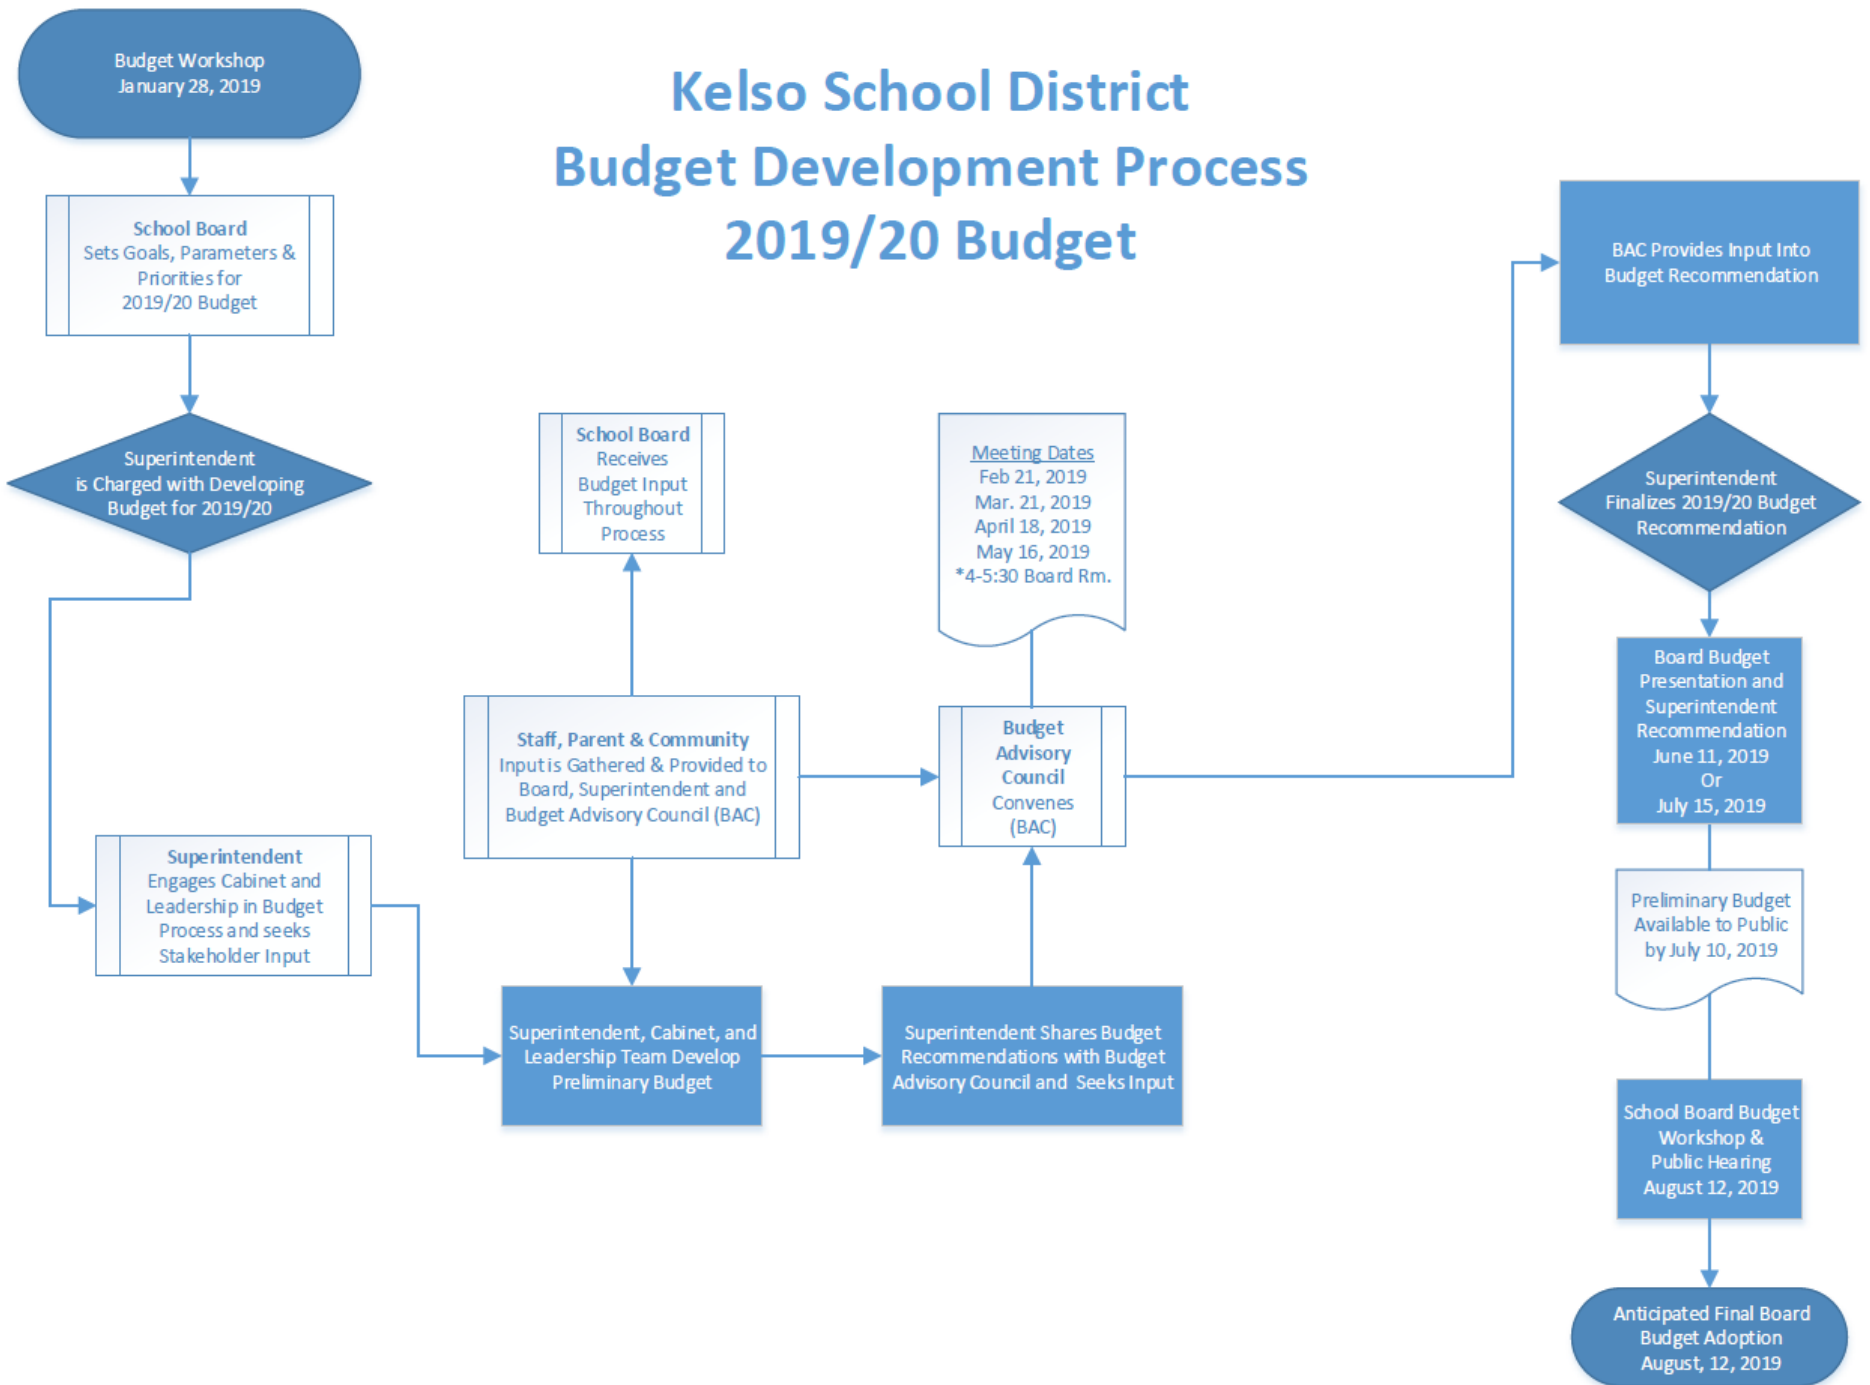 Kelso School District
Budget Development Process
2019/20 Budget
Budget Workshop
January 28, 2019
School Board
Sets Goals, Parameters &
Priorities for
2019/20 Budget
Superintendent
is Charged with Developing
Budget for 2019/20
Superintendent
Engages Cabinet and
Leadership in Budget
Process and seeks
Stakeholder Input
School Board
Receives
Budget Input
Throughout
Process
Staff, Parent & Community
Input is Gathered & Provided to
Board, Superintendent and
Budget Advisory Council (BAC)
Superintendent, Cabinet, and
Leadership Team Develop
Preliminary Budget
Meeting Dates
Feb 21, 2019
Mar. 21, 2019
April 18, 2019
May 16, 2019
*4-5:30 Board Rm.
Budget
Advisory
Council
Convenes
(BAC)
Superintendent Shares Budget
Recommendations with Budget
Advisory Council and Seeks Input
BAC Provides Input Into
Budget Recommendation
Superintendent
Finalizes 2019/20 Budget
Recommendation
Board Budget
Presentation and
Superintendent
Recommendation
June 11, 2019
Or
July 15, 2019
Preliminary Budget
Available to Public
by July 10, 2019
School Board Budget
Workshop &
Public Hearing
August 12, 2019
Anticipated Final Board
Budget Adoption
August, 12, 2019